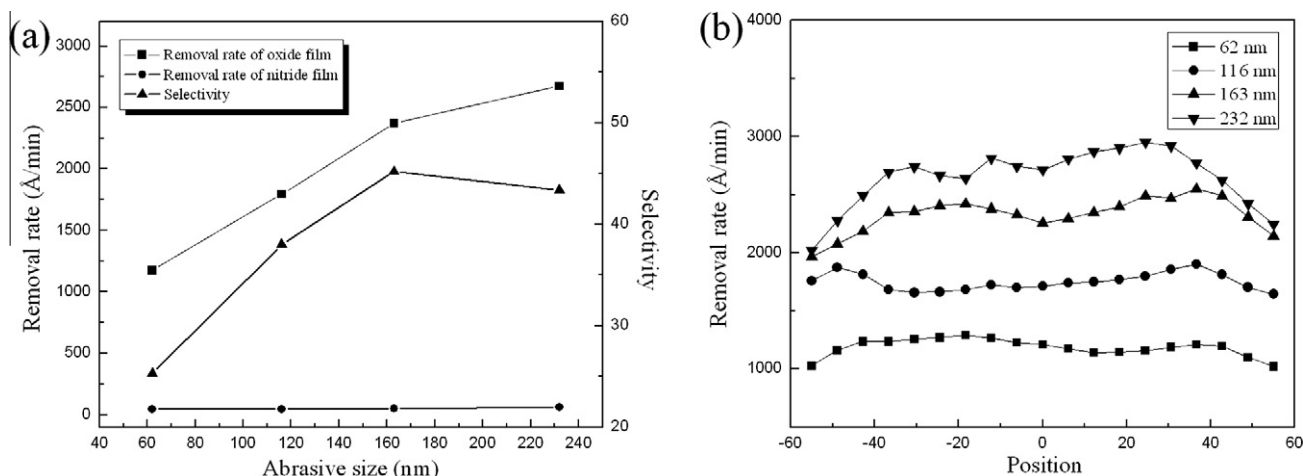 (a)
3000
2500
2000
1500
1000
500
0
Removal rate (Å/min)
Removal rate of oxide film
Removal rate of nitride film
Selectivity
60
50
40
30
20
Selectivity
40 60 80 100 120 140 160 180 200 220 240
Abrasive size (nm)
(b)
4000
3000
2000
1000
Removal rate (Å/min)
62 nm
116 nm
163 nm
232 nm
-60 -40 -20 0 20 40 60
Position